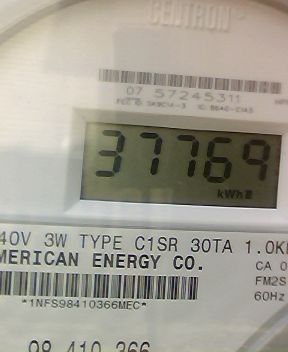 CENTRON®
07 57245311
37769
kWh
40V 3W TYPE C1SR 30TA 1.0K
MERICAN ENERGY CO.
CA 0
FM2S
60Hz
*1NFS98410366MEC*
98 410 366